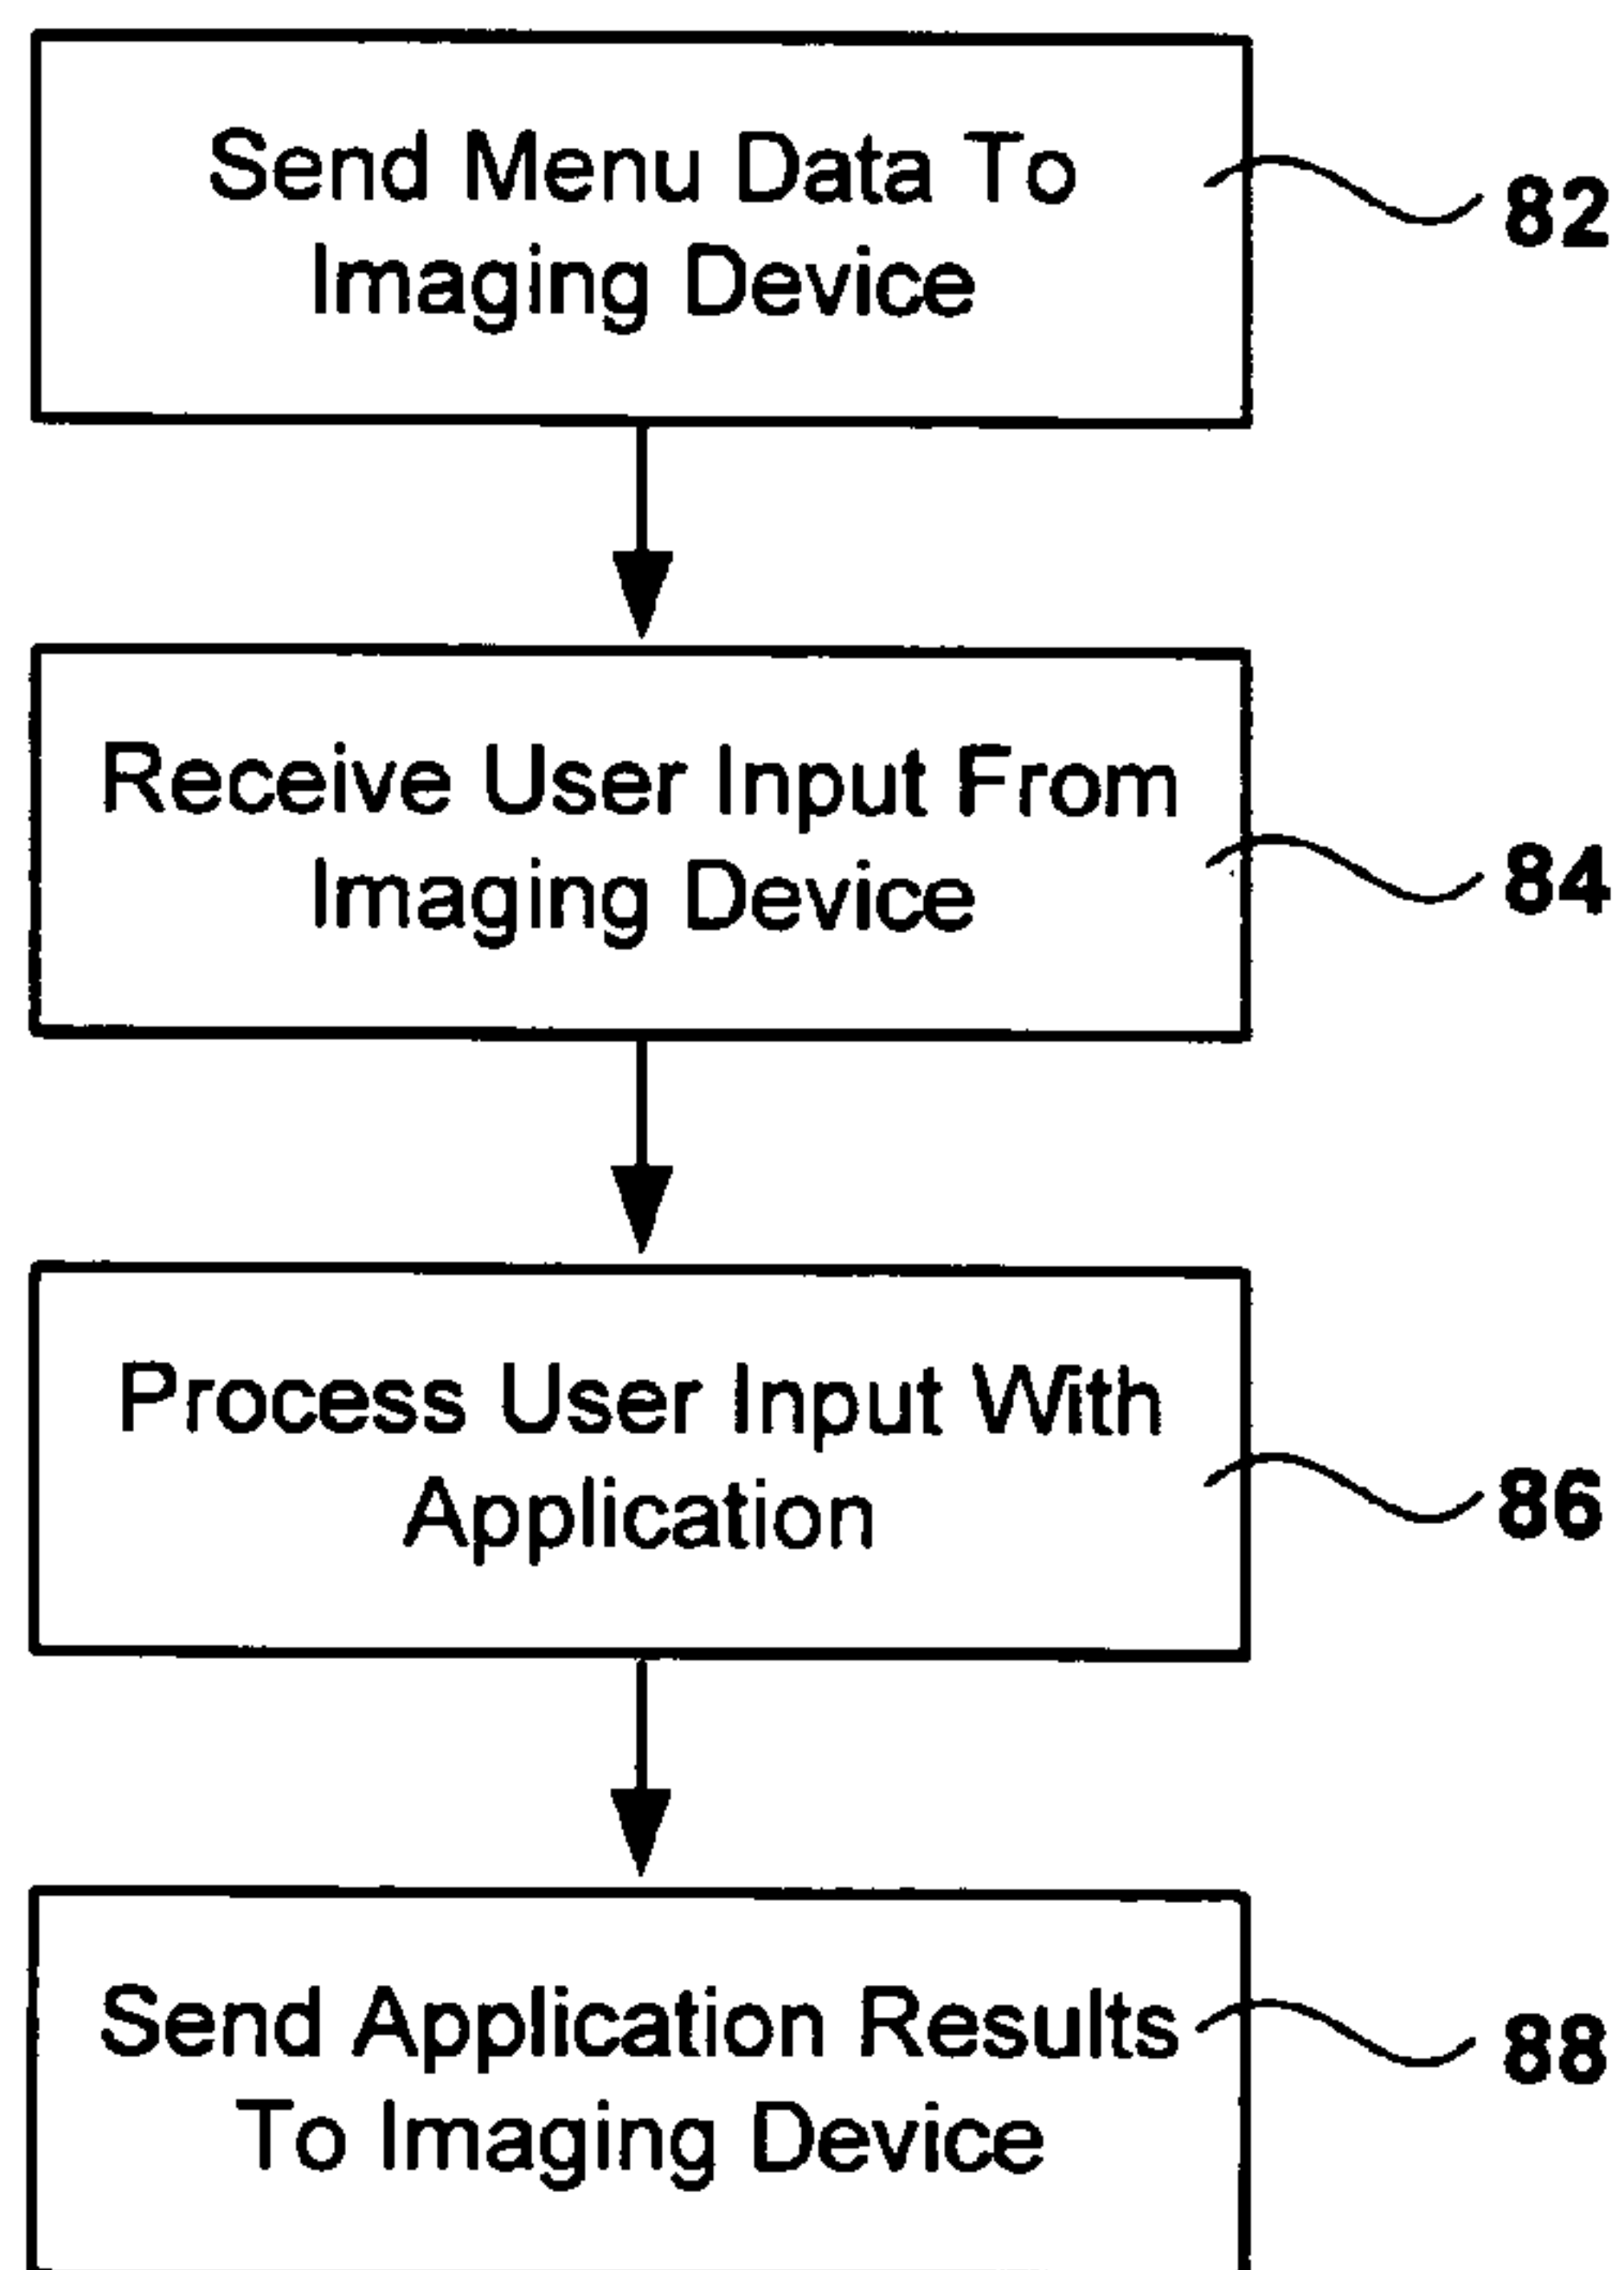 Send Menu Data To
Imaging Device
82
Receive User Input From
Imaging Device
84
Process User Input With
Application
86
Send Application Results
To Imaging Device
88